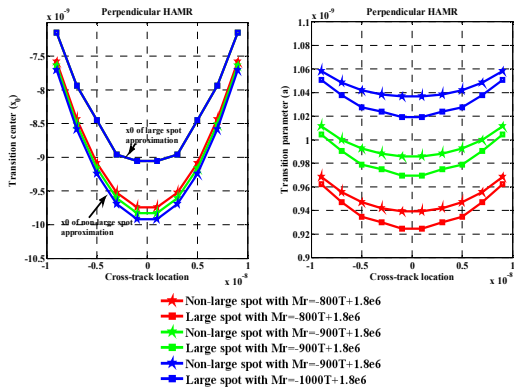 Perpendicular HAMR
x 10^-9
-7.5
-8
-8.5
-9
-9.5
-10
-10.5
-1
-0.5
0
0.5
1
x 10^-8
Transition center (x0)
Cross-track location
x0 of large spot
approximation
x0 of non-large spot
approximation
Perpendicular HAMR
x 10^-9
1.1
1.08
1.06
1.04
1.02
1
0.98
0.96
0.94
0.92
0.9
-1
-0.5
0
0.5
1
x 10^-8
Transition parameter (a)
Cross-track location
Non-large spot with Mr=-800T+1.8e6
Large spot with Mr=-800T+1.8e6
Non-large spot with Mr=-900T+1.8e6
Large spot with Mr=-900T+1.8e6
Non-large spot with Mr=-900T+1.8e6
Large spot with Mr=-1000T+1.8e6